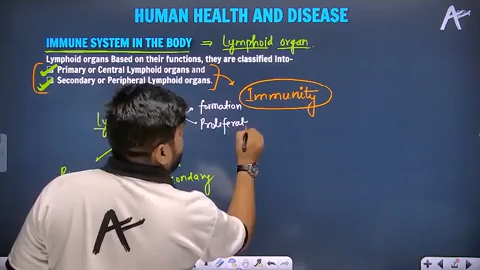 HUMAN HEALTH AND DISEASE
IMMUNE SYSTEM IN THE BODY ⇒ Lymphoid organ.
Lymphoid organs Based on their functions, they are classified into-
Primary or Central Lymphoid organs and
Secondary or Peripheral Lymphoid organs.
Immunity
formation
Proliferat